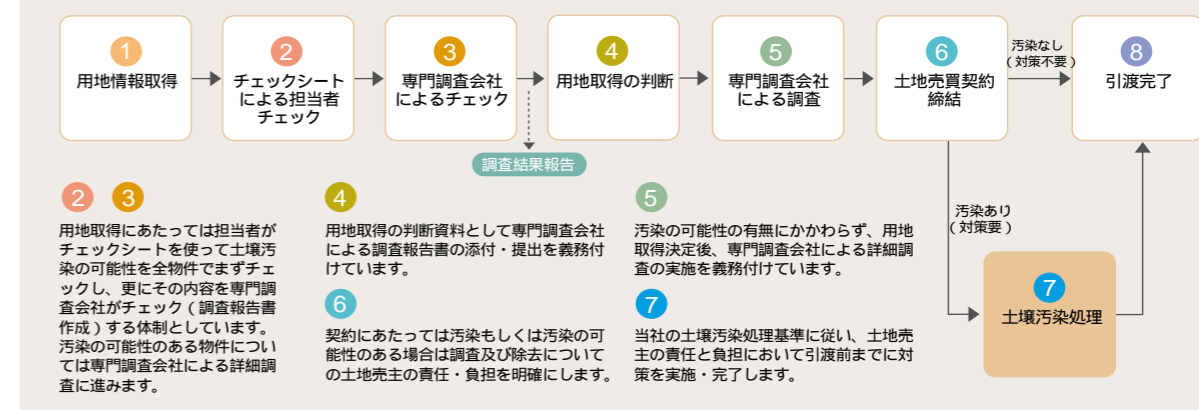 1
用地情報取得
2
チェックシート
による担当者
チェック
3
専門調査会社
によるチェック
4
用地取得の判断
5
専門調査会社
による調査
6
土地売買契約
締結
汚染なし
(対策不要)
8
引渡完了
調査結果報告
汚染あり
(対策要)
7
土壌汚染処理
2 3
用地取得にあたっては担当者が
チェックシートを使って土壌汚
染の可能性を全物件でまずチェ
ックし、更にその内容を専門調
査会社がチェック(調査報告書
作成)する体制としています。
汚染の可能性のある物件につい
ては専門調査会社による詳細調
査に進みます。
4
用地取得の判断資料として専門調査会社
による調査報告書の添付・提出を義務付
けています。
5
汚染の可能性の有無にかかわらず、用地
取得決定後、専門調査会社による詳細調
査の実施を義務付けています。
6
契約にあたっては汚染もしくは汚染の可
能性のある場合は調査及び除去について
の土地売主の責任・負担を明確にします。
7
当社の土壌汚染処理基準に従い、土地売
主の責任と負担において引渡前までに対
策を実施・完了します。